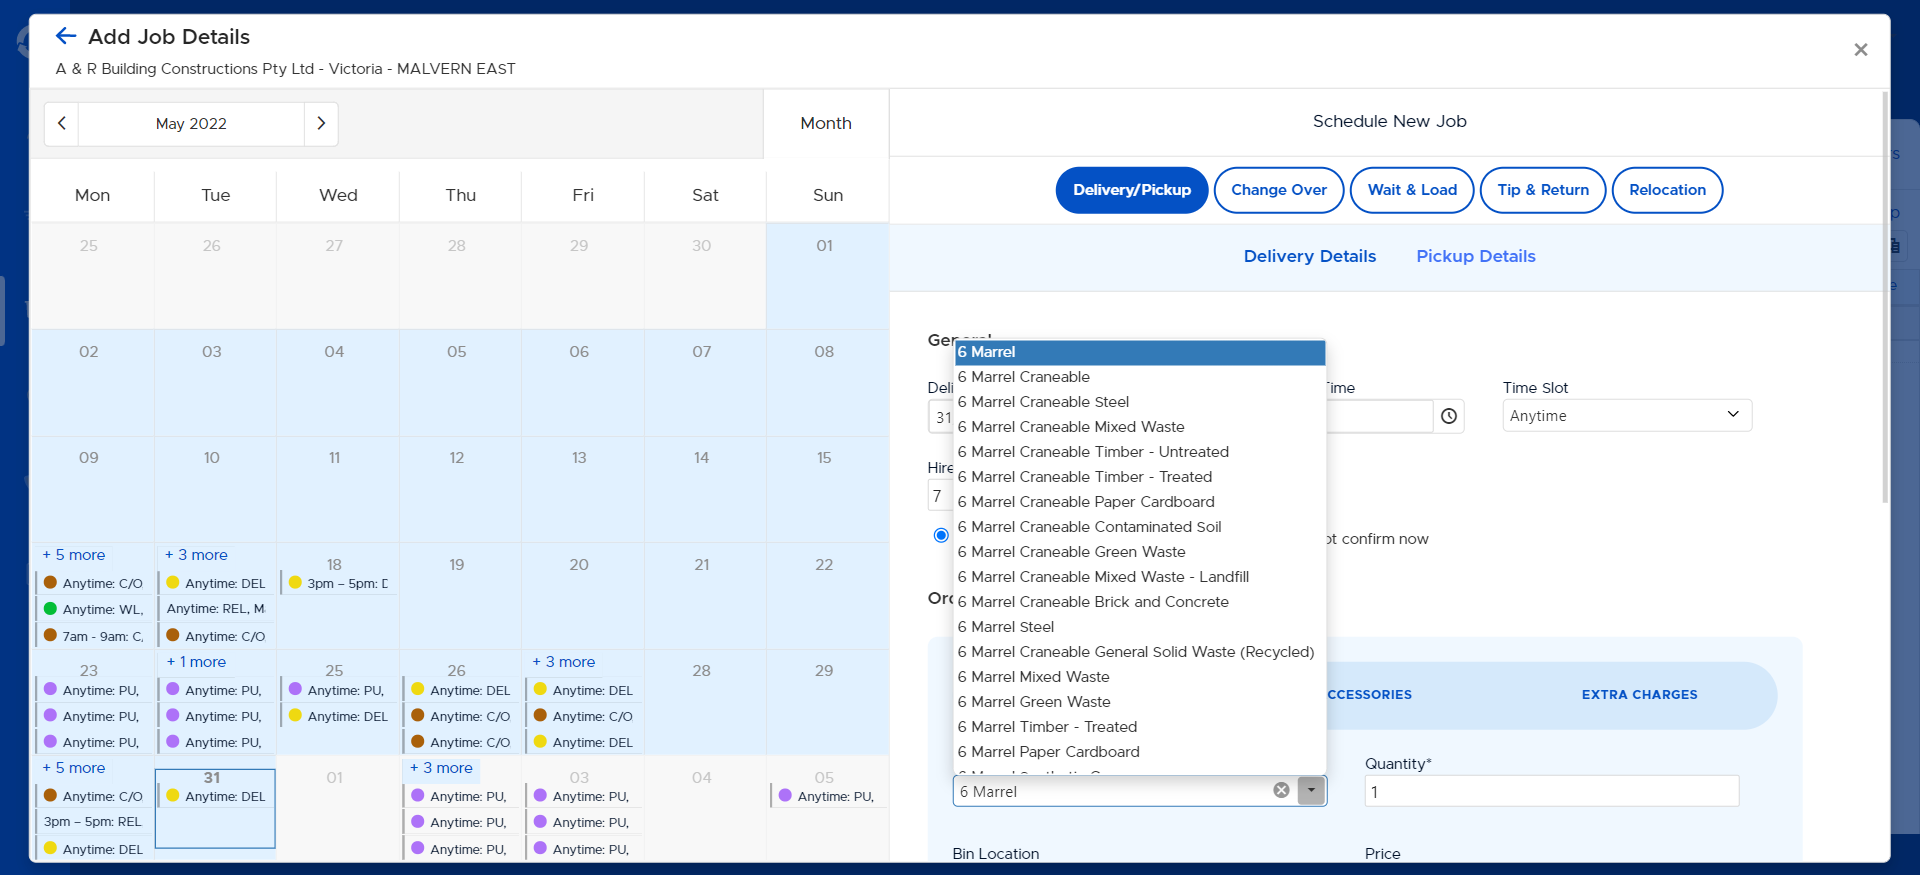 Add Job Details
A & R Building Constructions Pty Ltd - Victoria - MALVERN EAST
May 2022
Month
Mon Tue Wed Thu Fri Sat Sun
25 26 27 28 29 30 01
02 03 04 05 06 07 08
09 10 11 12 13 14 15
+ 5 more + 3 more 18 19 20 21 22
Anytime: C/O Anytime: DEL 3pm – 5pm: D
Anytime: WL, Anytime: REL, M
7am - 9am: C, Anytime: C/O
23 + 1 more 25 26 + 3 more 28 29
Anytime: PU, Anytime: PU, Anytime: PU, Anytime: DEL Anytime: DEL
Anytime: PU, Anytime: PU, Anytime: DEL Anytime: C/O Anytime: C/O
Anytime: PU, Anytime: PU, Anytime: C/O Anytime: DEL
+ 5 more 31 01 + 3 more 03 04 05
Anytime: C/O Anytime: DEL Anytime: PU, Anytime: PU, Anytime: PU,
3pm – 5pm: REL Anytime: PU, Anytime: PU,
Anytime: DEL Anytime: PU, Anytime: PU,
Schedule New Job
Delivery/Pickup Change Over Wait & Load Tip & Return Relocation
Delivery Details Pickup Details
General
Deli Time Time Slot
31 Anytime
Hire
7
ot confirm now
Ord
6 Marrel
6 Marrel Craneable
6 Marrel Craneable Steel
6 Marrel Craneable Mixed Waste
6 Marrel Craneable Timber - Untreated
6 Marrel Craneable Timber - Treated
6 Marrel Craneable Paper Cardboard
6 Marrel Craneable Contaminated Soil
6 Marrel Craneable Green Waste
6 Marrel Craneable Mixed Waste - Landfill
6 Marrel Craneable Brick and Concrete
6 Marrel Steel
6 Marrel Craneable General Solid Waste (Recycled)
6 Marrel Mixed Waste
6 Marrel Green Waste
6 Marrel Timber - Treated
6 Marrel Paper Cardboard
CCESSORIES EXTRA CHARGES
Quantity*
6 Marrel 1
Bin Location Price